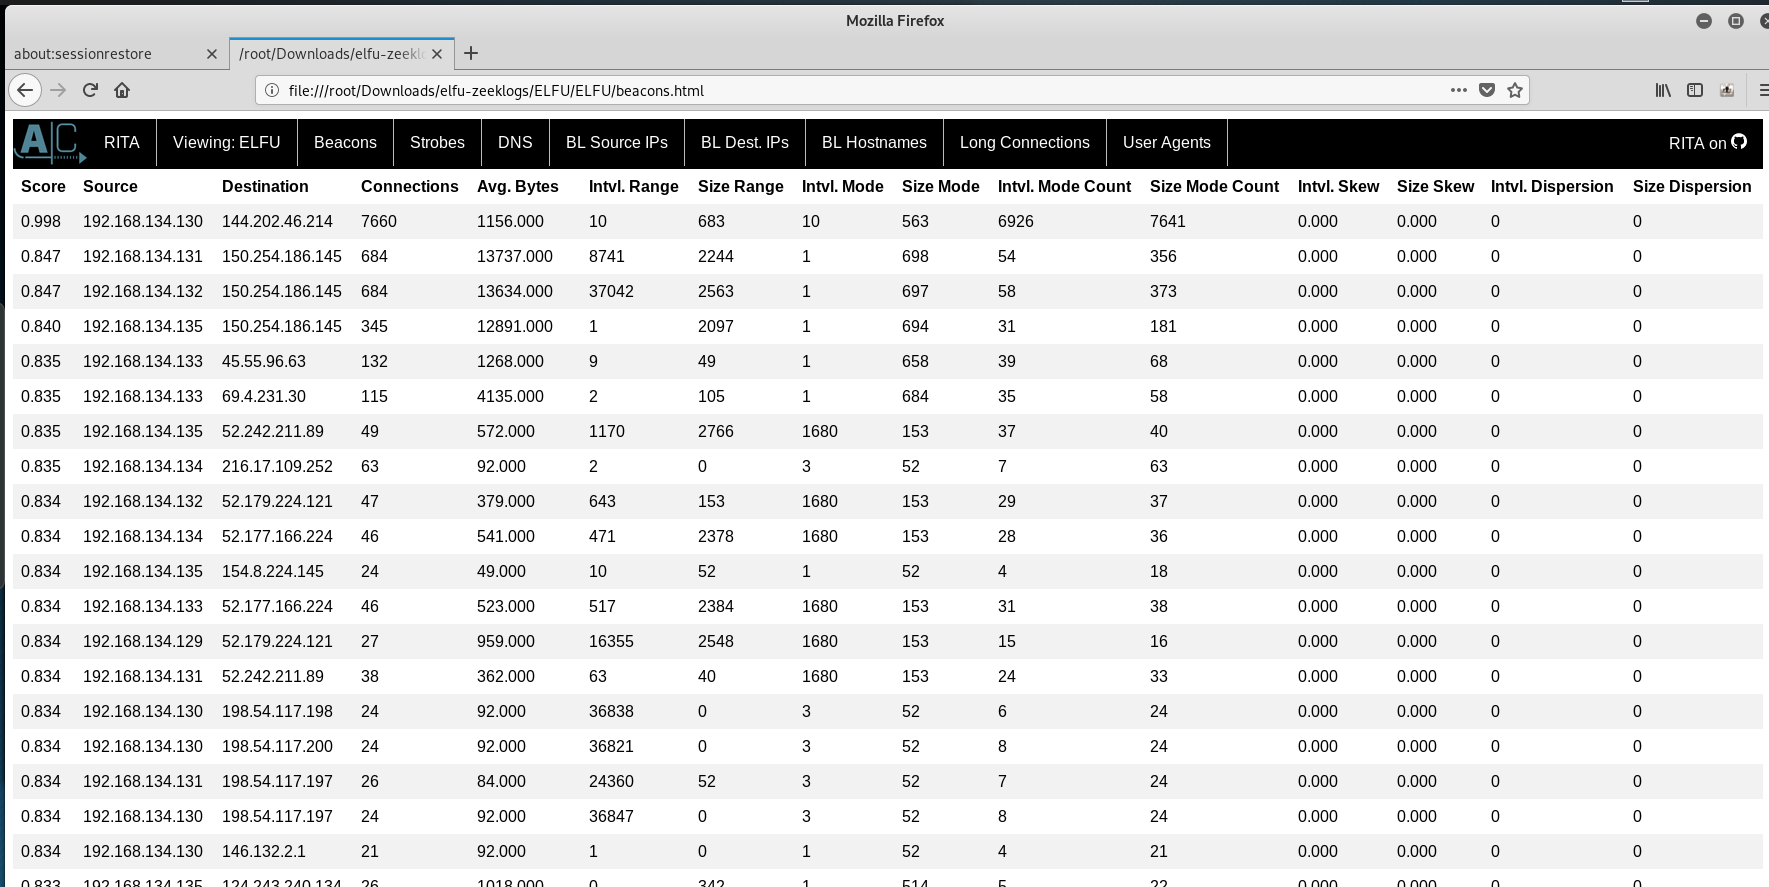 Mozilla Firefox
about:sessionrestore /root/Downloads/elfu-zeekl
file:///root/Downloads/elfu-zeeklogs/ELFU/ELFU/beacons.html
AC RITA Viewing: ELFU Beacons Strobes DNS BL Source IPs BL Dest. IPs BL Hostnames Long Connections User Agents RITA on
Score Source Destination Connections Avg. Bytes Intvl. Range Size Range Intvl. Mode Size Mode Intvl. Mode Count Size Mode Count Intvl. Skew Size Skew Intvl. Dispersion Size Dispersion
0.998 192.168.134.130 144.202.46.214 7660 1156.000 10 683 10 563 6926 7641 0.000 0.000 0 0
0.847 192.168.134.131 150.254.186.145 684 13737.000 8741 2244 1 698 54 356 0.000 0.000 0 0
0.847 192.168.134.132 150.254.186.145 684 13634.000 37042 2563 1 697 58 373 0.000 0.000 0 0
0.840 192.168.134.135 150.254.186.145 345 12891.000 1 2097 1 694 31 181 0.000 0.000 0 0
0.835 192.168.134.133 45.55.96.63 132 1268.000 9 49 1 658 39 68 0.000 0.000 0 0
0.835 192.168.134.133 69.4.231.30 115 4135.000 2 105 1 684 35 58 0.000 0.000 0 0
0.835 192.168.134.135 52.242.211.89 49 572.000 1170 2766 1680 153 37 40 0.000 0.000 0 0
0.835 192.168.134.134 216.17.109.252 63 92.000 2 0 3 52 7 63 0.000 0.000 0 0
0.834 192.168.134.132 52.179.224.121 47 379.000 643 153 1680 153 29 37 0.000 0.000 0 0
0.834 192.168.134.134 52.177.166.224 46 541.000 471 2378 1680 153 28 36 0.000 0.000 0 0
0.834 192.168.134.135 154.8.224.145 24 49.000 10 52 1 52 4 18 0.000 0.000 0 0
0.834 192.168.134.133 52.177.166.224 46 523.000 517 2384 1680 153 31 38 0.000 0.000 0 0
0.834 192.168.134.129 52.179.224.121 27 959.000 16355 2548 1680 153 15 16 0.000 0.000 0 0
0.834 192.168.134.131 52.242.211.89 38 362.000 63 40 1680 153 24 33 0.000 0.000 0 0
0.834 192.168.134.130 198.54.117.198 24 92.000 36838 0 3 52 6 24 0.000 0.000 0 0
0.834 192.168.134.130 198.54.117.200 24 92.000 36821 0 3 52 8 24 0.000 0.000 0 0
0.834 192.168.134.131 198.54.117.197 26 84.000 24360 52 3 52 7 24 0.000 0.000 0 0
0.834 192.168.134.130 198.54.117.197 24 92.000 36847 0 3 52 8 24 0.000 0.000 0 0
0.834 192.168.134.130 146.132.2.1 21 92.000 1 0 1 52 4 21 0.000 0.000 0 0
0.833 192.168.134.135 124.243.240.134 26 1018.000 0 342 1 514 5 22 0.000 0.000 0 0